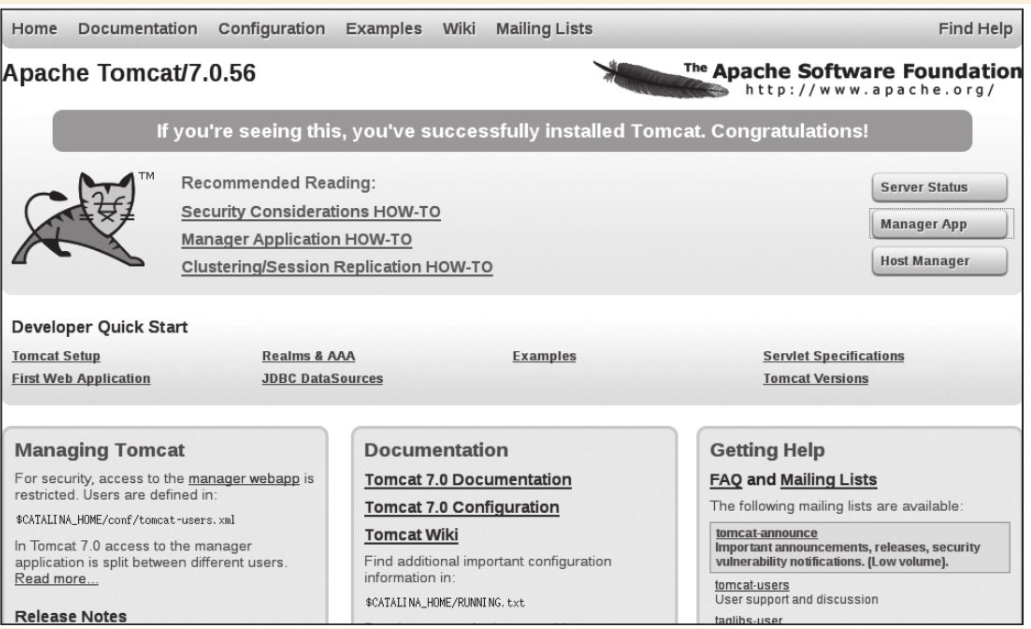 Home Documentation Configuration Examples Wiki Mailing Lists Find Help
Apache Tomcat/7.0.56
The Apache Software Foundation
http://www.apache.org/
If you're seeing this, you've successfully installed Tomcat. Congratulations!
TM
Recommended Reading:
Security Considerations HOW-TO
Manager Application HOW-TO
Clustering/Session Replication HOW-TO
Server Status
Manager App
Host Manager
Developer Quick Start
Tomcat Setup
First Web Application
Realms & AAA
JDBC DataSources
Examples
Servlet Specifications
Tomcat Versions
Managing Tomcat
For security, access to the manager webapp is
restricted. Users are defined in:
$CATALINA_HOME/conf/tomcat-users.xml
In Tomcat 7.0 access to the manager
application is split between different users.
Read more...
Release Notes
Documentation
Tomcat 7.0 Documentation
Tomcat 7.0 Configuration
Tomcat Wiki
Find additional important configuration
information in:
$CATALINA_HOME/RUNNING.txt
Getting Help
FAQ and Mailing Lists
The following mailing lists are available:
tomcat-announce
Important announcements, releases, security
vulnerability notifications. (Low volume).
tomcat-users
User support and discussion
taglibs-user